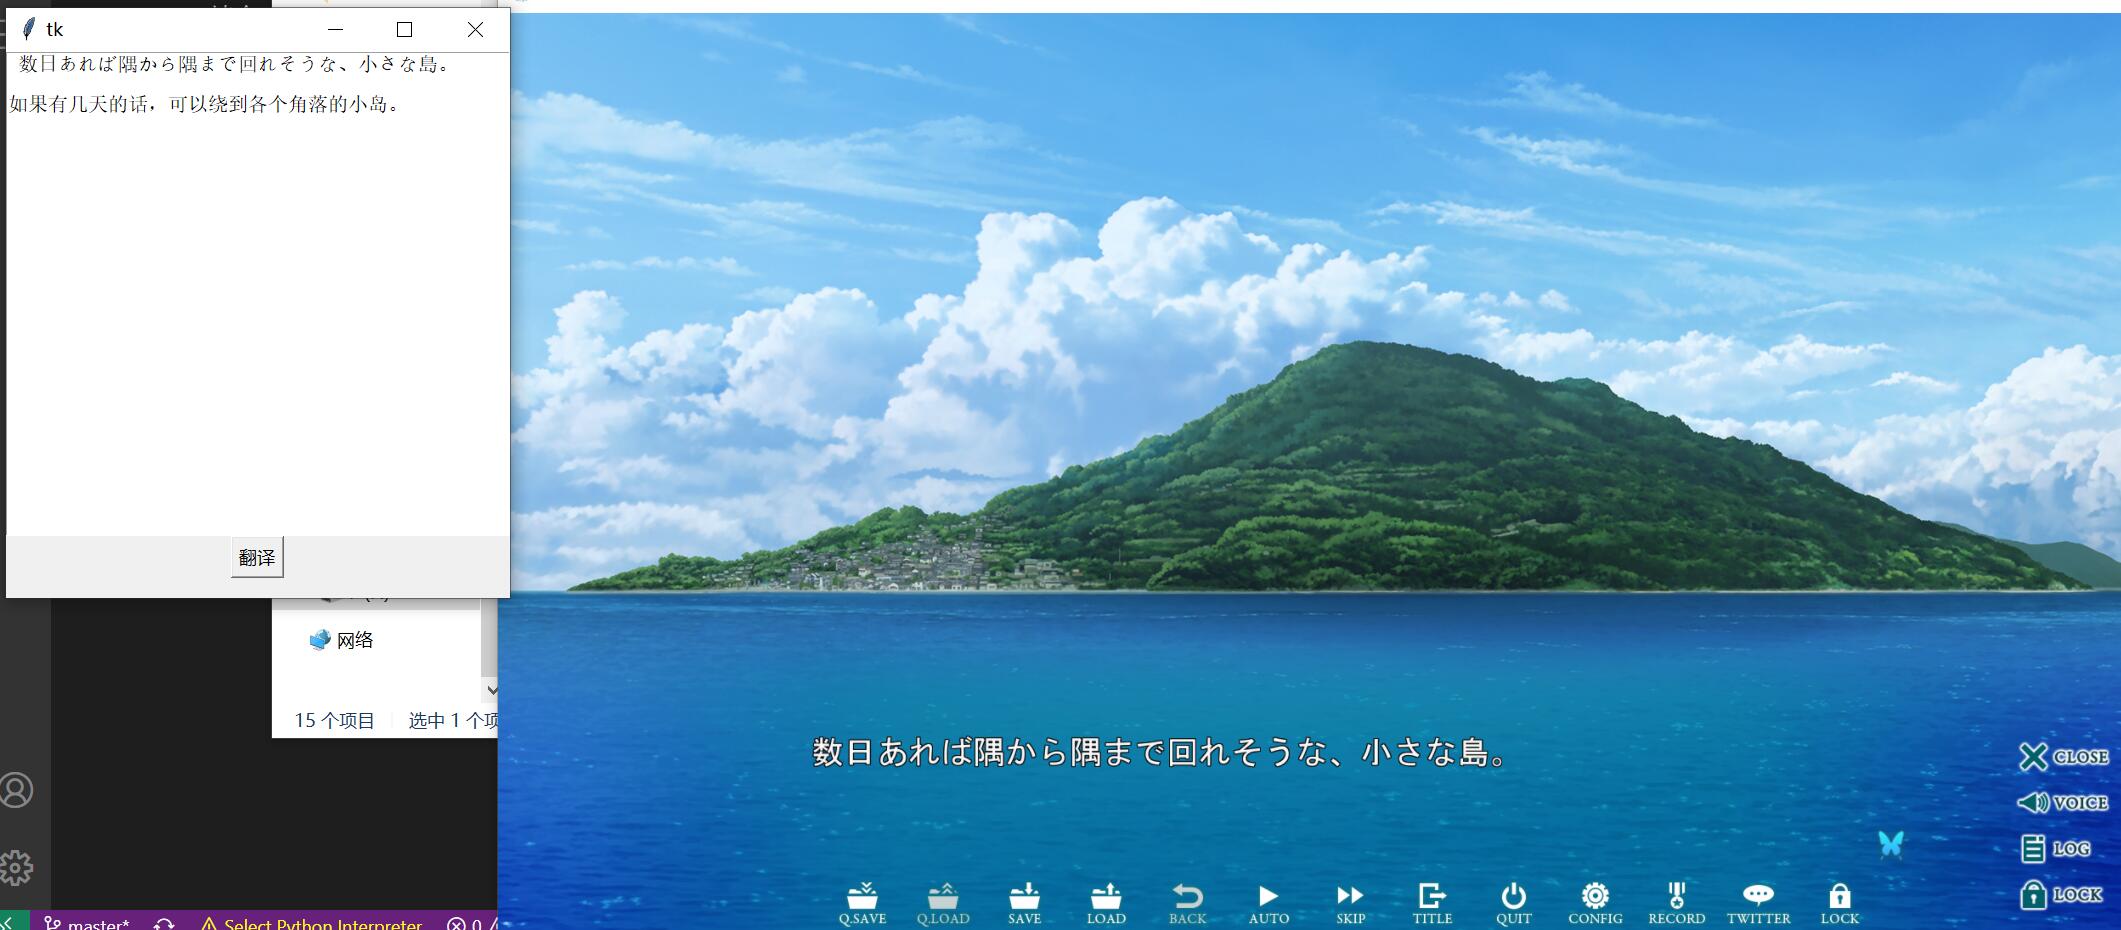 tk
数日あれば隅から隅まで回れそうな、小さな島。
如果有几天的话，可以绕到各个角落的小岛。
翻译
网络
15 个项目
选中 1 个项
master*
Select Python Interpreter
0
数日あれば隅から隅まで回れそうな、小さな島。
CLOSE
VOICE
LOG
LOCK
Q.SAVE
Q.LOAD
SAVE
LOAD
BACK
AUTO
SKIP
TITLE
QUIT
CONFIG
RECORD
TWITTER
LOCK